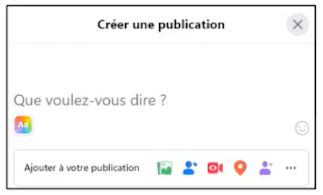 Créer une publication
Que voulez-vous dire ?
Aa
Ajouter à votre publication